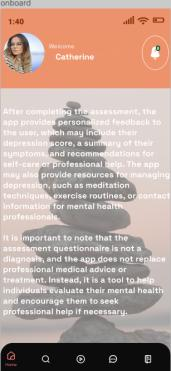 onboard
1:40
Welcome
Catherine
After completing the assessment, the
app provides personalized feedback to
the user, which may include their
depression score, a summary of their
symptoms, and recommendations for
self-care or professional help. The app
may also provide resources for managing
depression, such as meditation
techniques, exercise routines, or contact
information for mental health
professionals.
It is important to note that the
assessment questionnaire is not a
diagnosis, and the app does not replace
professional medical advice or
treatment. Instead, it is a tool to help
individuals evaluate their mental health
and encourage them to seek
professional help if necessary.
Home